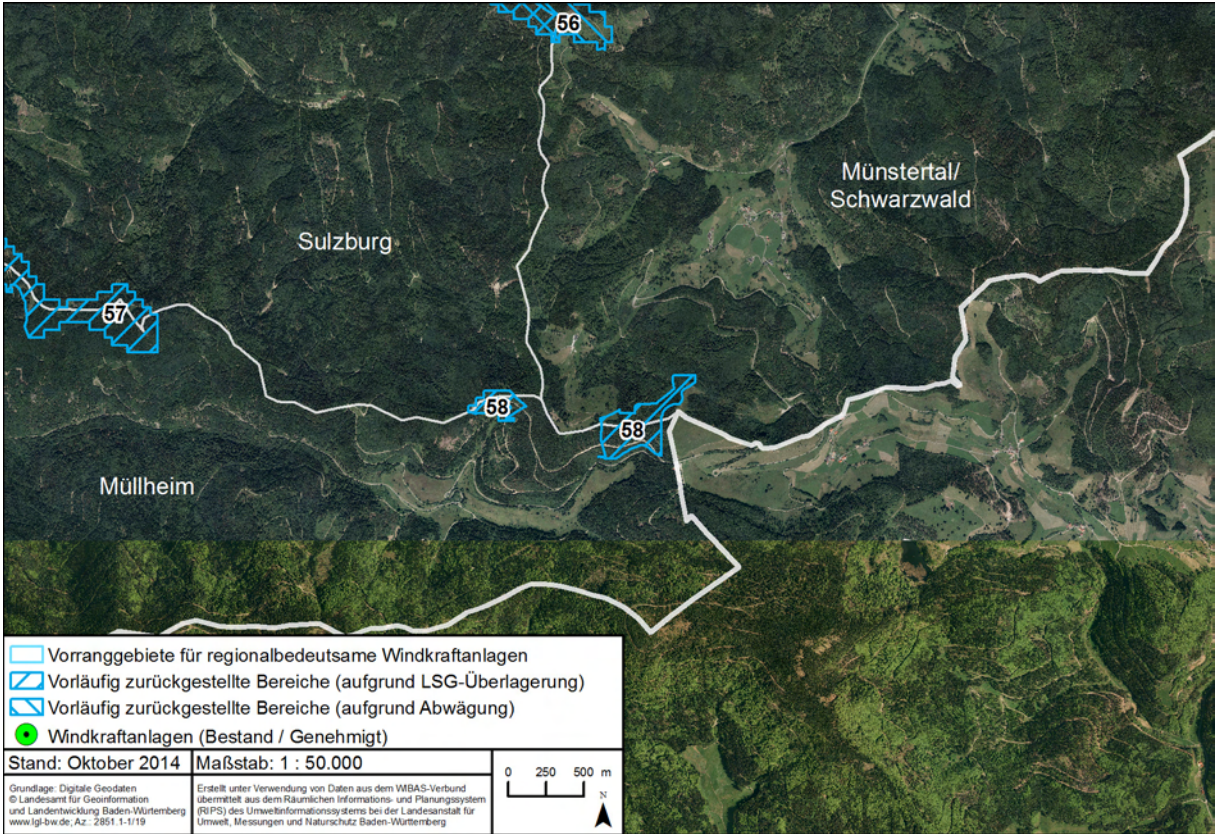 56
Münstertal/
Schwarzwald
Sulzburg
57
58
58
Müllheim
Vorranggebiete für regionalbedeutsame Windkraftanlagen
Vorläufig zurückgestellte Bereiche (aufgrund LSG-Überlagerung)
Vorläufig zurückgestellte Bereiche (aufgrund Abwägung)
Windkraftanlagen (Bestand / Genehmigt)
Stand: Oktober 2014
Maßstab: 1 : 50.000
Grundlage: Digitale Geodaten
© Landesamt für Geoinformation
und Landentwicklung Baden-Würtemberg
www.lgl-bw.de; Az.: 2851.1-1/19
Erstellt unter Verwendung von Daten aus dem WIBAS-Verbund
übermittelt aus dem Räumlichen Informations- und Planungssystem
(RIPS) des Umweltinformationssystems bei der Landesanstalt für
Umwelt, Messungen und Naturschutz Baden-Württemberg
0 250 500 m
N